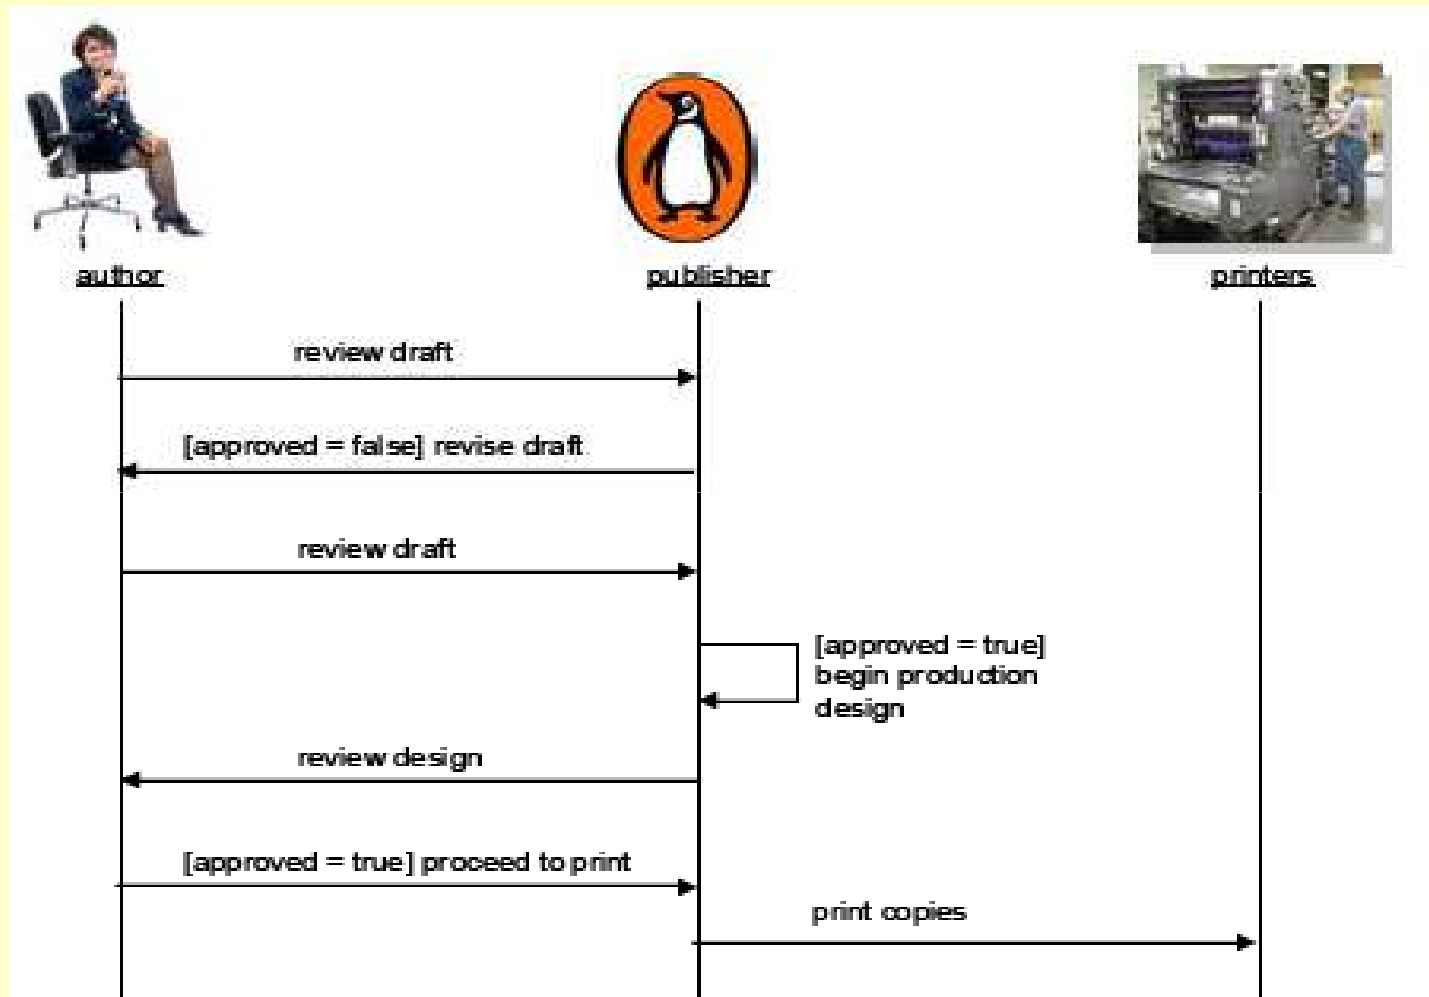 author
publisher
printers
review draft
[approved = false] revise draft
review draft
[approved = true]
begin production
design
review design
[approved = true] proceed to print
print copies